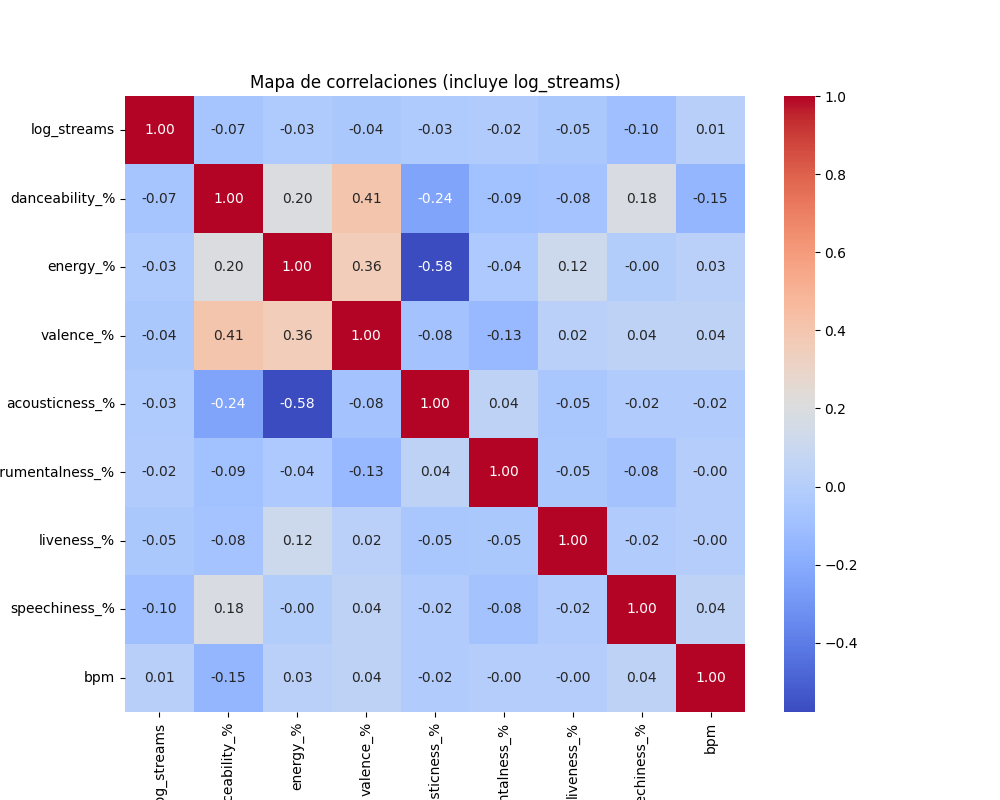 Mapa de correlaciones (incluye log_streams)
log_streams 1.00 -0.07 -0.03 -0.04 -0.03 -0.02 -0.05 -0.10 0.01
danceability_% -0.07 1.00 0.20 0.41 -0.24 -0.09 -0.08 0.18 -0.15
energy_% -0.03 0.20 1.00 0.36 -0.58 -0.04 0.12 -0.00 0.03
valence_% -0.04 0.41 0.36 1.00 -0.08 -0.13 0.02 0.04 0.04
acousticness_% -0.03 -0.24 -0.58 -0.08 1.00 0.04 -0.05 -0.02 -0.02
rumentalness_% -0.02 -0.09 -0.04 -0.13 0.04 1.00 -0.05 -0.08 -0.00
liveness_% -0.05 -0.08 0.12 0.02 -0.05 -0.05 1.00 -0.02 -0.00
speechiness_% -0.10 0.18 -0.00 0.04 -0.02 -0.08 -0.02 1.00 0.04
bpm 0.01 -0.15 0.03 0.04 -0.02 -0.00 -0.00 0.04 1.00
og_streams
ceability_%
energy_%
valence_%
sticness_%
ntalness_%
liveness_%
echiness_%
bpm
1.0
0.8
0.6
0.4
0.2
0.0
−0.2
−0.4